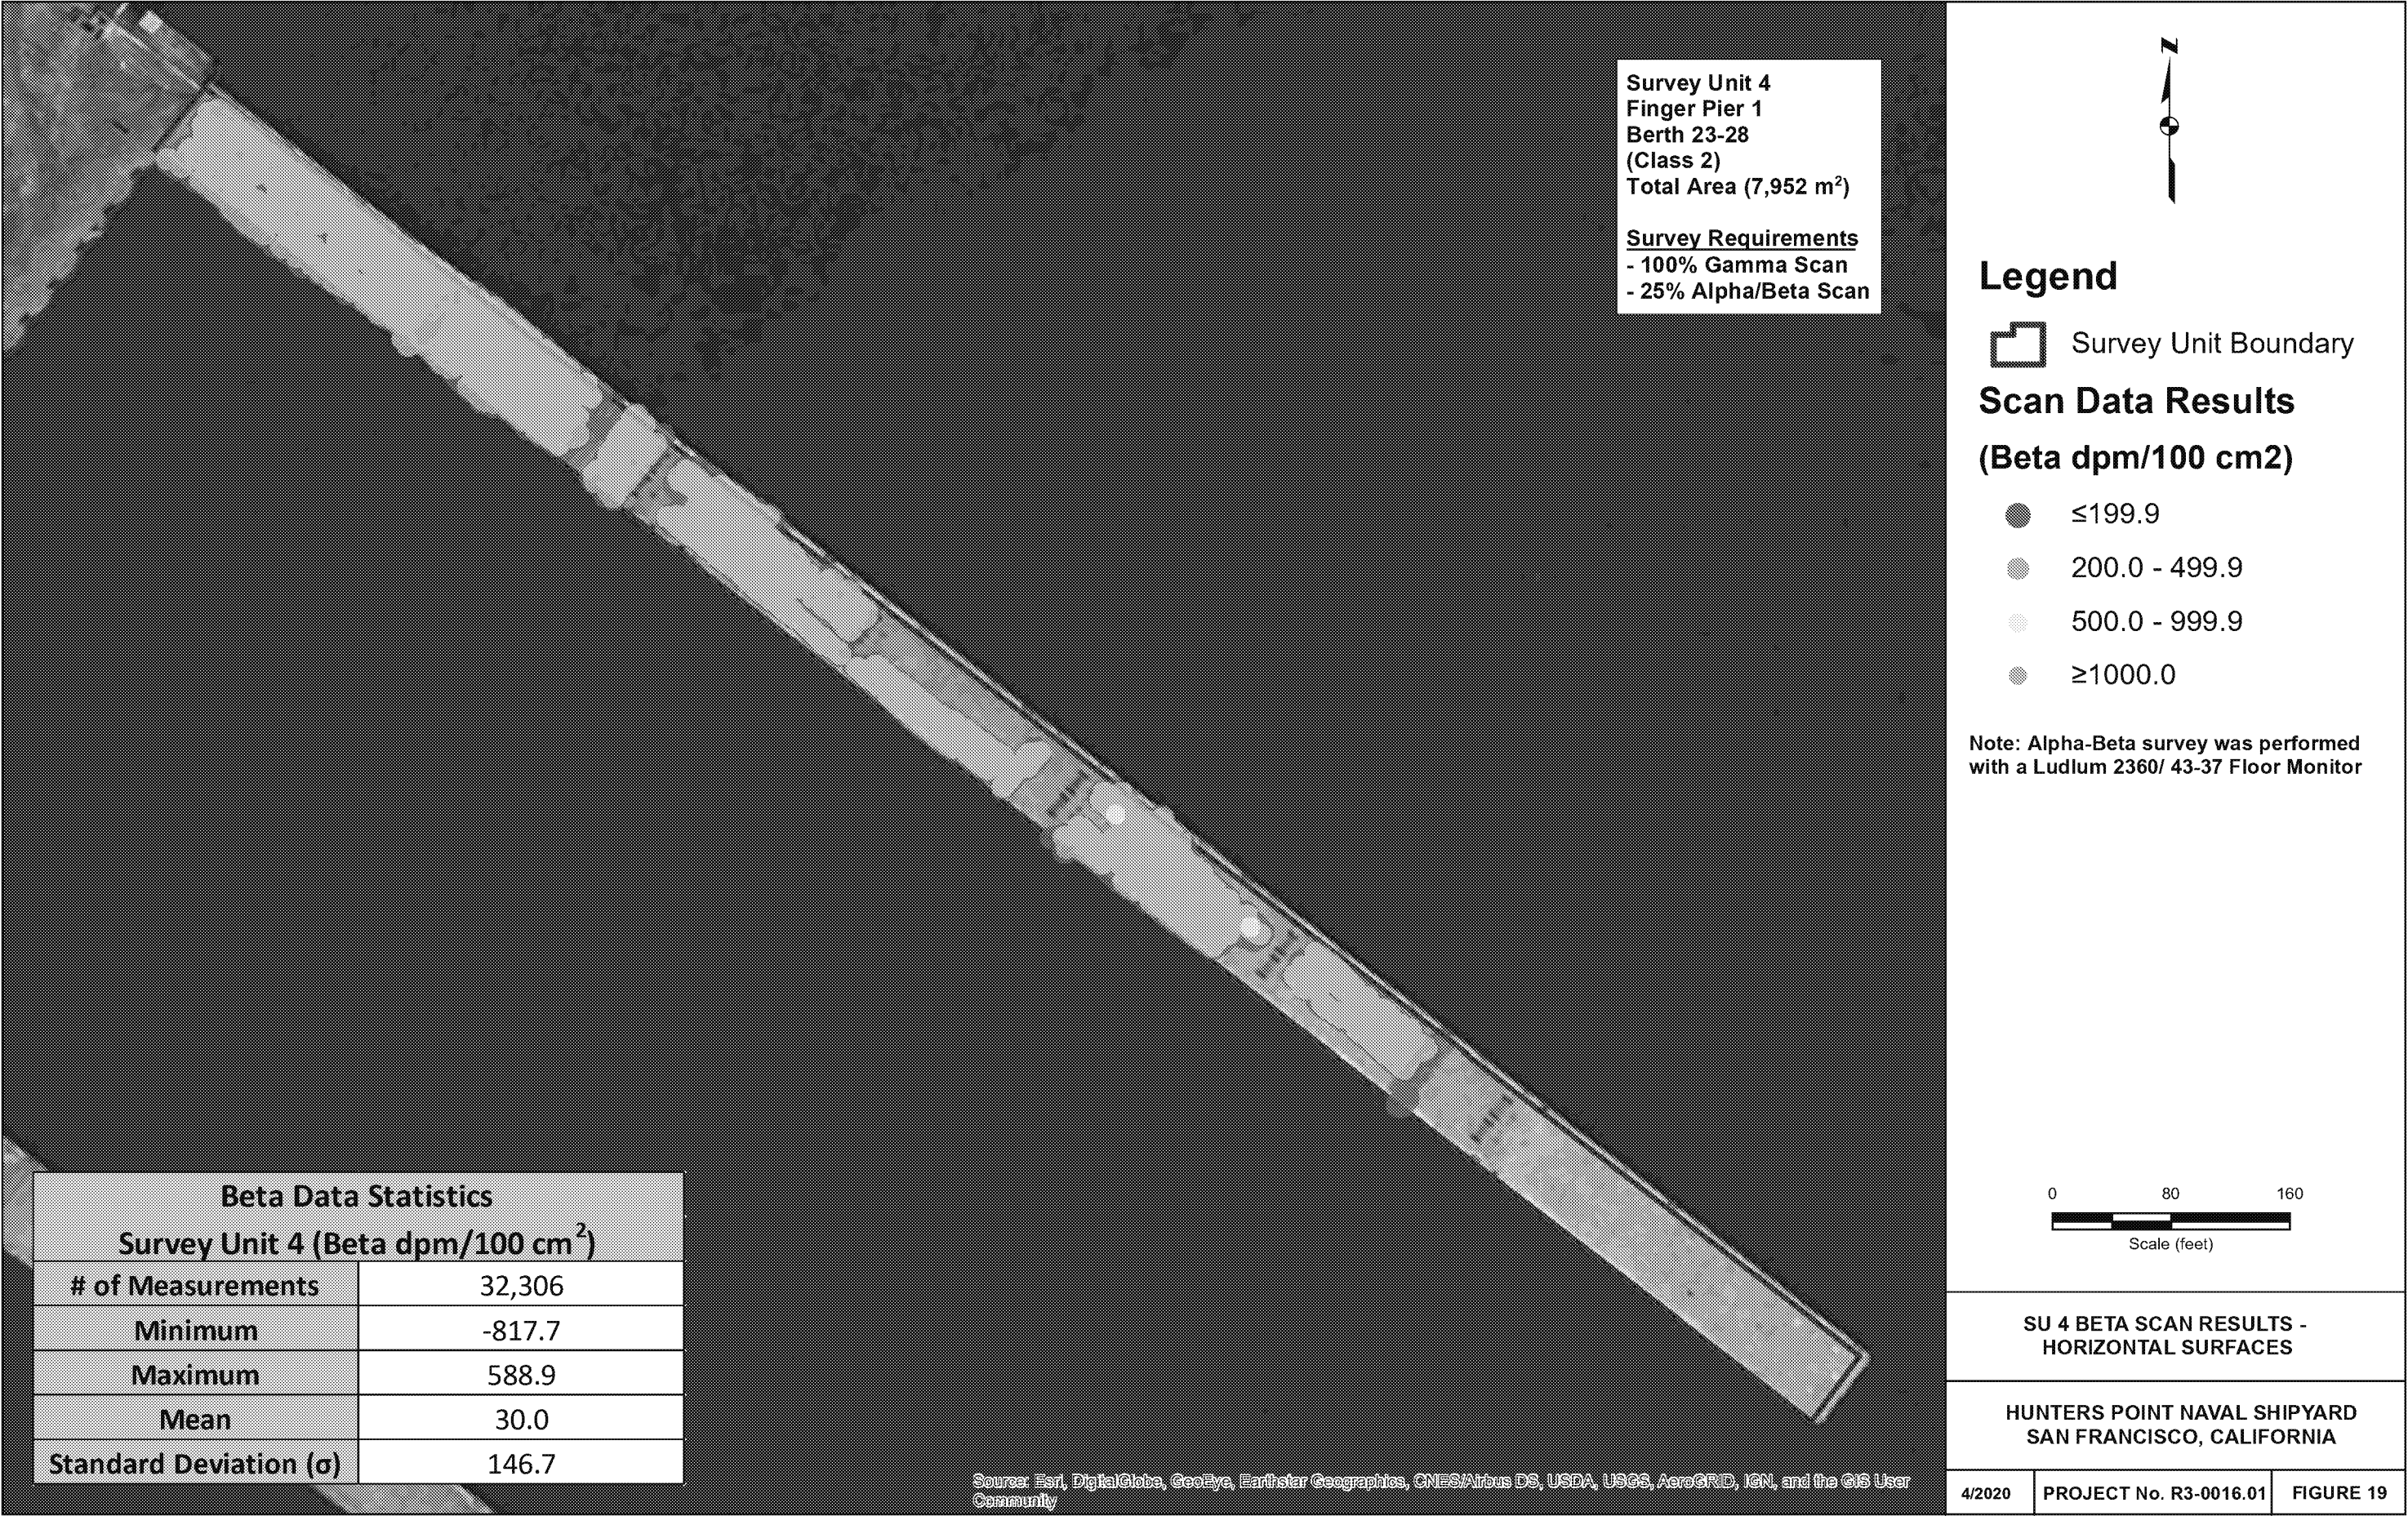 Survey Unit 4
Finger Pier 1
Berth 23-28
(Class 2)
Total Area (7,952 m²)
Survey Requirements
- 100% Gamma Scan
- 25% Alpha/Beta Scan
N
Legend
Survey Unit Boundary
Scan Data Results
(Beta dpm/100 cm2)
≤199.9
200.0 - 499.9
500.0 - 999.9
≥1000.0
Note: Alpha-Beta survey was performed
with a Ludlum 2360/ 43-37 Floor Monitor
0 80 160
Scale (feet)
Beta Data Statistics
Survey Unit 4 (Beta dpm/100 cm²)
# of Measurements 32,306
Minimum -817.7
Maximum 588.9
Mean 30.0
Standard Deviation (σ) 146.7
Source: Esri, DigitalGlobe, GeoEye, Earthstar Geographics, CNES/Airbus DS, USDA, USGS, AeroGRID, IGN, and the GIS User
Community
SU 4 BETA SCAN RESULTS -
HORIZONTAL SURFACES
HUNTERS POINT NAVAL SHIPYARD
SAN FRANCISCO, CALIFORNIA
4/2020 PROJECT No. R3-0016.01 FIGURE 19